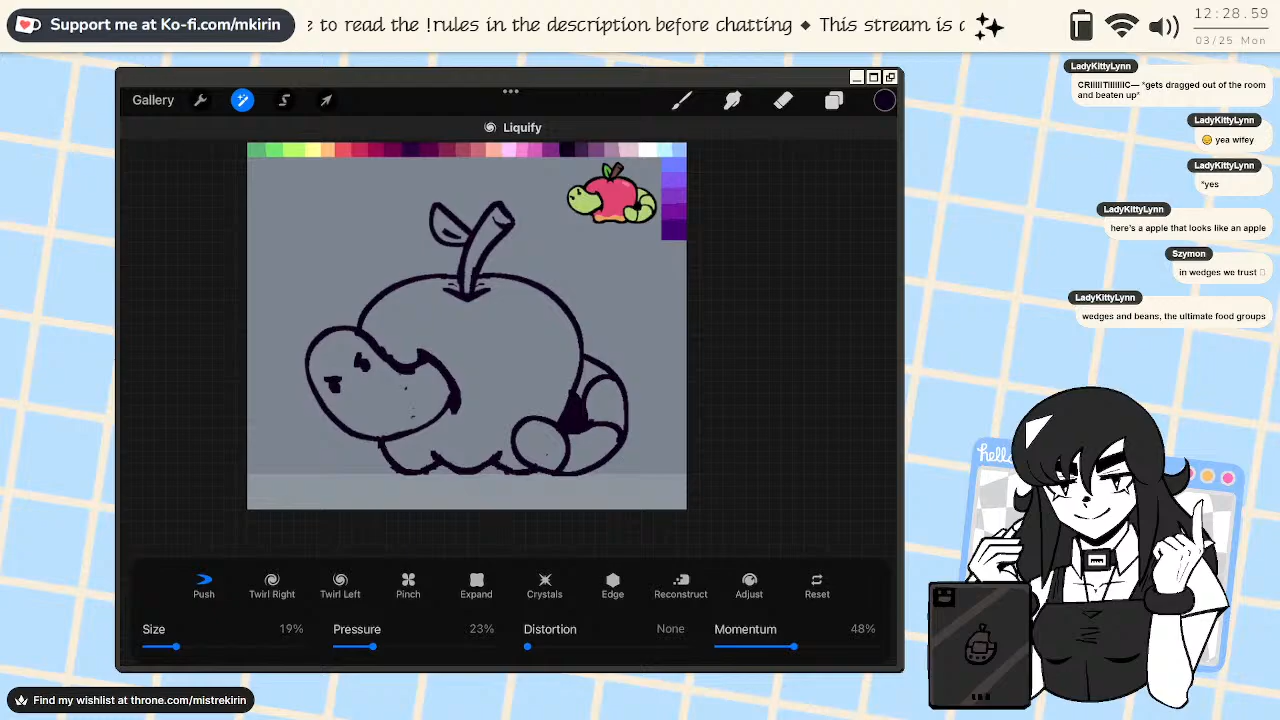 Support me at Ko-fi.com/mkirin
e to read the !rules in the description before chatting ◆ This stream is
12:28.59
03/25 Mon
Gallery
Liquify
Push
Twirl Right
Twirl Left
Pinch
Expand
Crystals
Edge
Reconstruct
Adjust
Reset
Size 19%
Pressure 23%
Distortion None
Momentum 48%
LadyKittyLynn
*gets dragged out of the room
and beaten up*
LadyKittyLynn
😔 yea wifey
LadyKittyLynn
*yes
LadyKittyLynn
here's a apple that looks like an apple
Szymon
in wedges we trust
LadyKittyLynn
wedges and beans, the ultimate food groups
hello
Find my wishlist at throne.com/mistrekirin